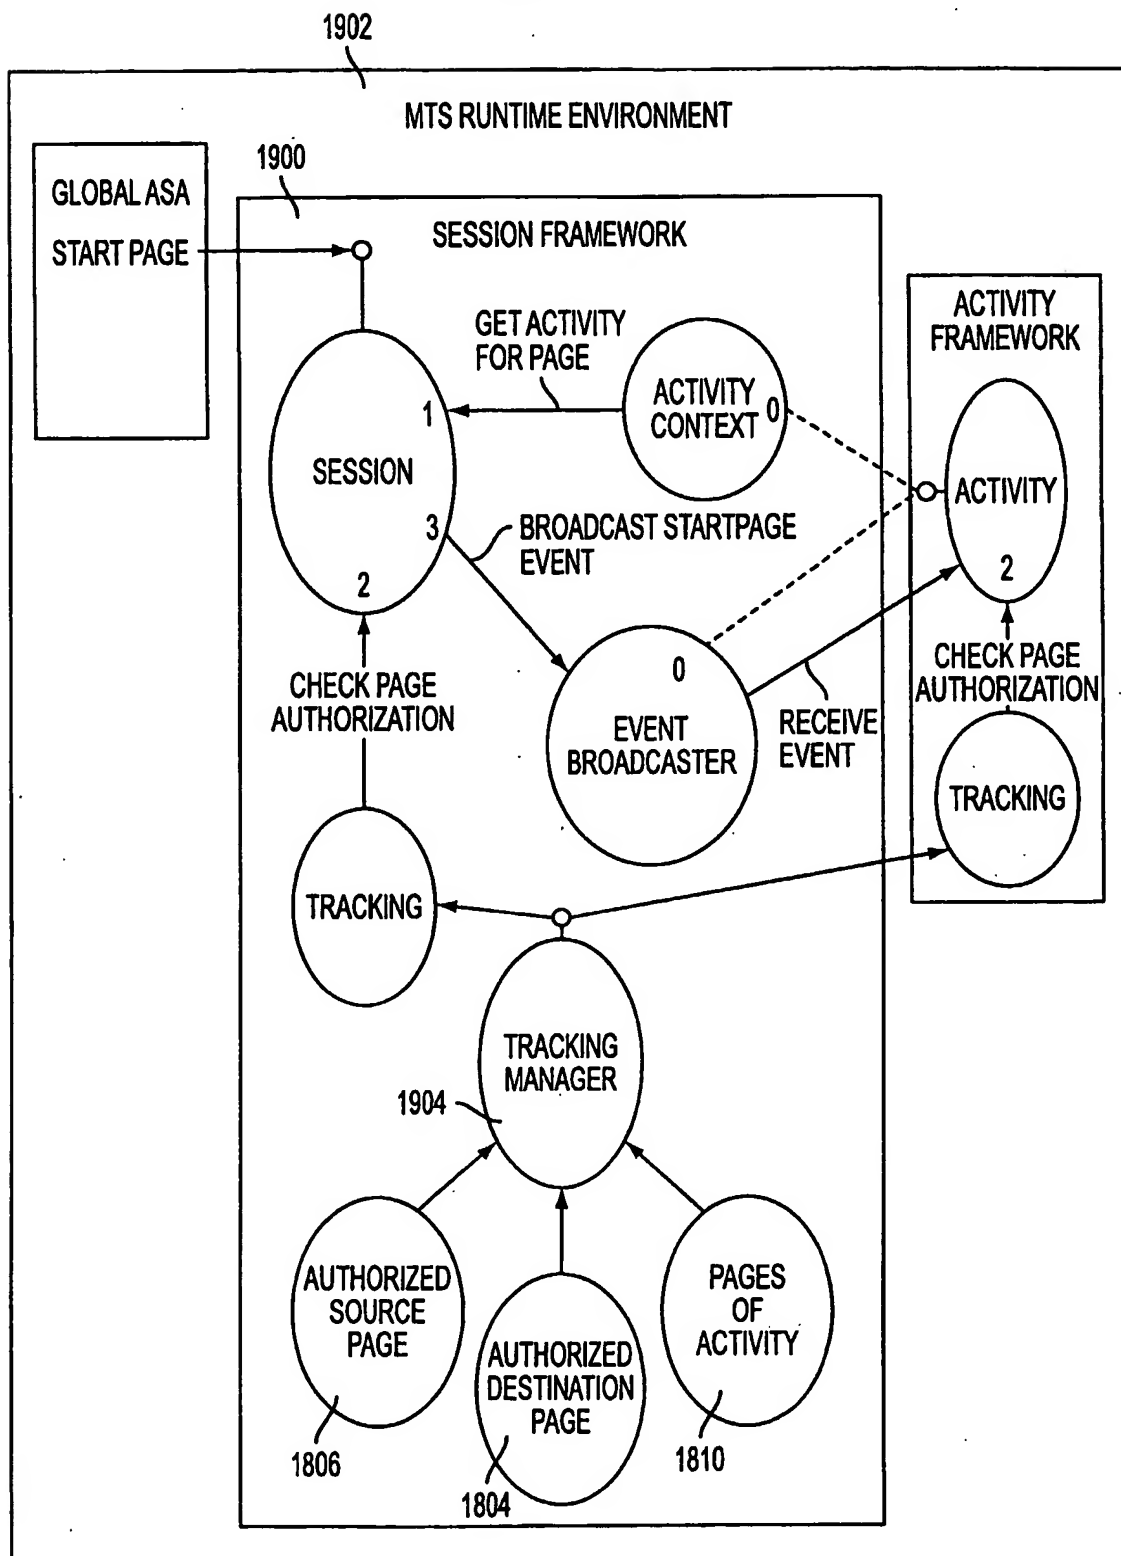 1902
MTS RUNTIME ENVIRONMENT
GLOBAL ASA
START PAGE
1900
SESSION FRAMEWORK
GET ACTIVITY
FOR PAGE
ACTIVITY
CONTEXT
0
ACTIVITY
FRAMEWORK
1
SESSION
3
2
BROADCAST STARTPAGE
EVENT
ACTIVITY
2
CHECK PAGE
AUTHORIZATION
0
EVENT
BROADCASTER
RECEIVE
EVENT
CHECK PAGE
AUTHORIZATION
TRACKING
TRACKING
TRACKING
MANAGER
1904
AUTHORIZED
SOURCE
PAGE
AUTHORIZED
DESTINATION
PAGE
PAGES
OF
ACTIVITY
1806
1804
1810